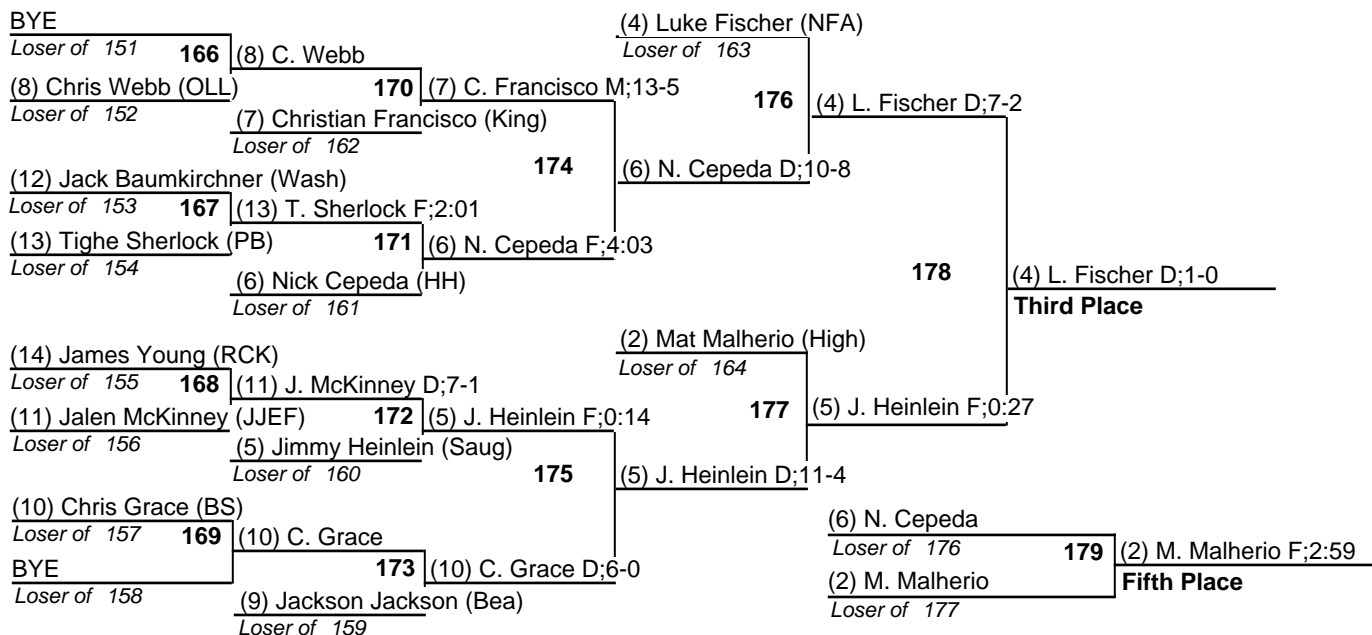 BYE
Loser of 151
166
(8) C. Webb
(8) Chris Webb (OLL)
Loser of 152
170
(7) C. Francisco M;13-5
(7) Christian Francisco (King)
Loser of 162
(12) Jack Baumkirchner (Wash)
Loser of 153
167
(13) T. Sherlock F;2:01
(13) Tighe Sherlock (PB)
Loser of 154
171
(6) N. Cepeda F;4:03
(6) Nick Cepeda (HH)
Loser of 161
174
(6) N. Cepeda D;10-8
(4) Luke Fischer (NFA)
Loser of 163
176
(4) L. Fischer D;7-2
(14) James Young (RCK)
Loser of 155
168
(11) J. McKinney D;7-1
(11) Jalen McKinney (JJEF)
Loser of 156
172
(5) J. Heinlein F;0:14
(5) Jimmy Heinlein (Saug)
Loser of 160
(10) Chris Grace (BS)
Loser of 157
169
(10) C. Grace
BYE
Loser of 158
173
(10) C. Grace D;6-0
(9) Jackson Jackson (Bea)
Loser of 159
175
(5) J. Heinlein D;11-4
(2) Mat Malherio (High)
Loser of 164
177
(5) J. Heinlein F;0:27
178
(4) L. Fischer D;1-0
Third Place
(6) N. Cepeda
Loser of 176
179
(2) M. Malherio
Loser of 177
(2) M. Malherio F;2:59
Fifth Place